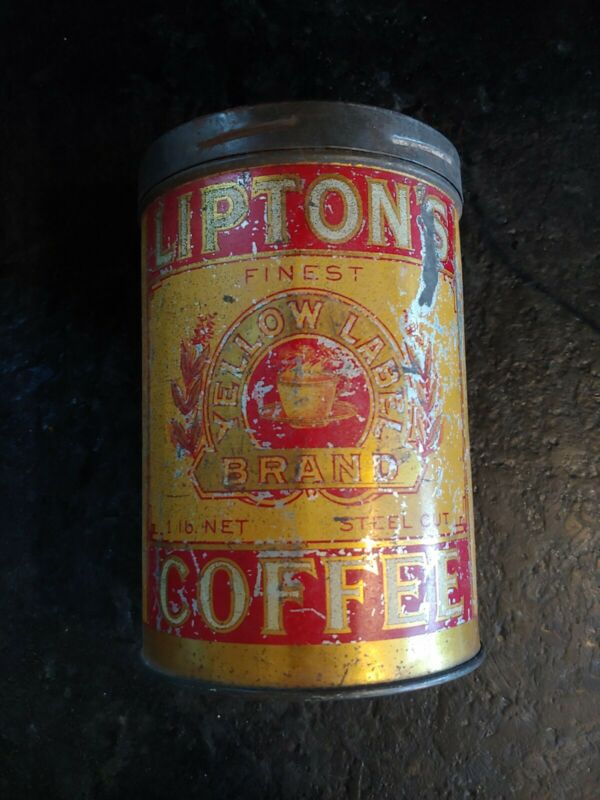 LIPTON'S
FINEST
YELLOW LABEL
BRAND
1 lb. NET STEEL CUT
COFFEE